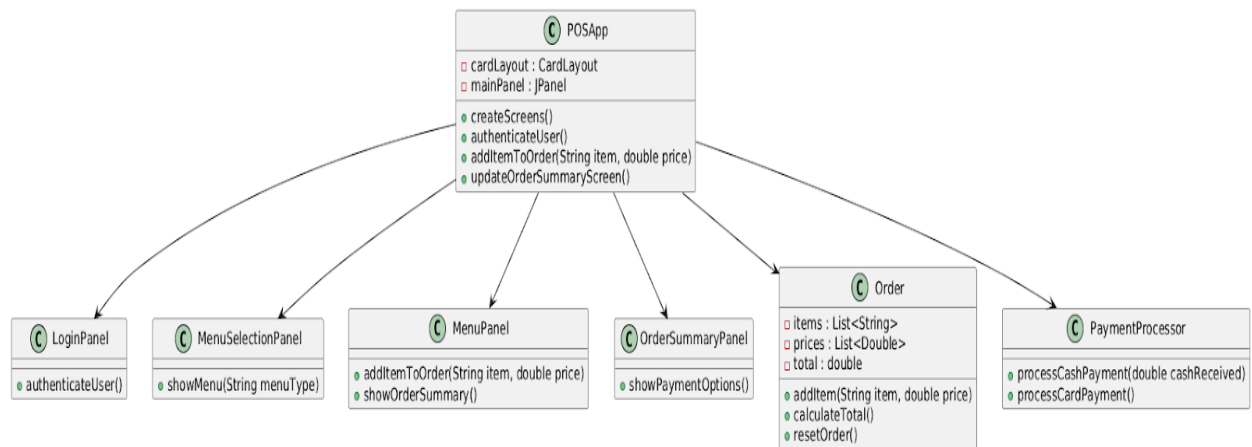 C POSApp
cardLayout : CardLayout
mainPanel : JPanel
createScreens()
authenticateUser()
addItemToOrder(String item, double price)
updateOrderSummaryScreen()
C LoginPanel
authenticateUser()
C MenuSelectionPanel
showMenu(String menuType)
C MenuPanel
addItemToOrder(String item, double price)
showOrderSummary()
C OrderSummaryPanel
showPaymentOptions()
C Order
items : List<String>
prices : List<Double>
total : double
addItem(String item, double price)
calculateTotal()
resetOrder()
C PaymentProcessor
processCashPayment(double cashReceived)
processCardPayment()